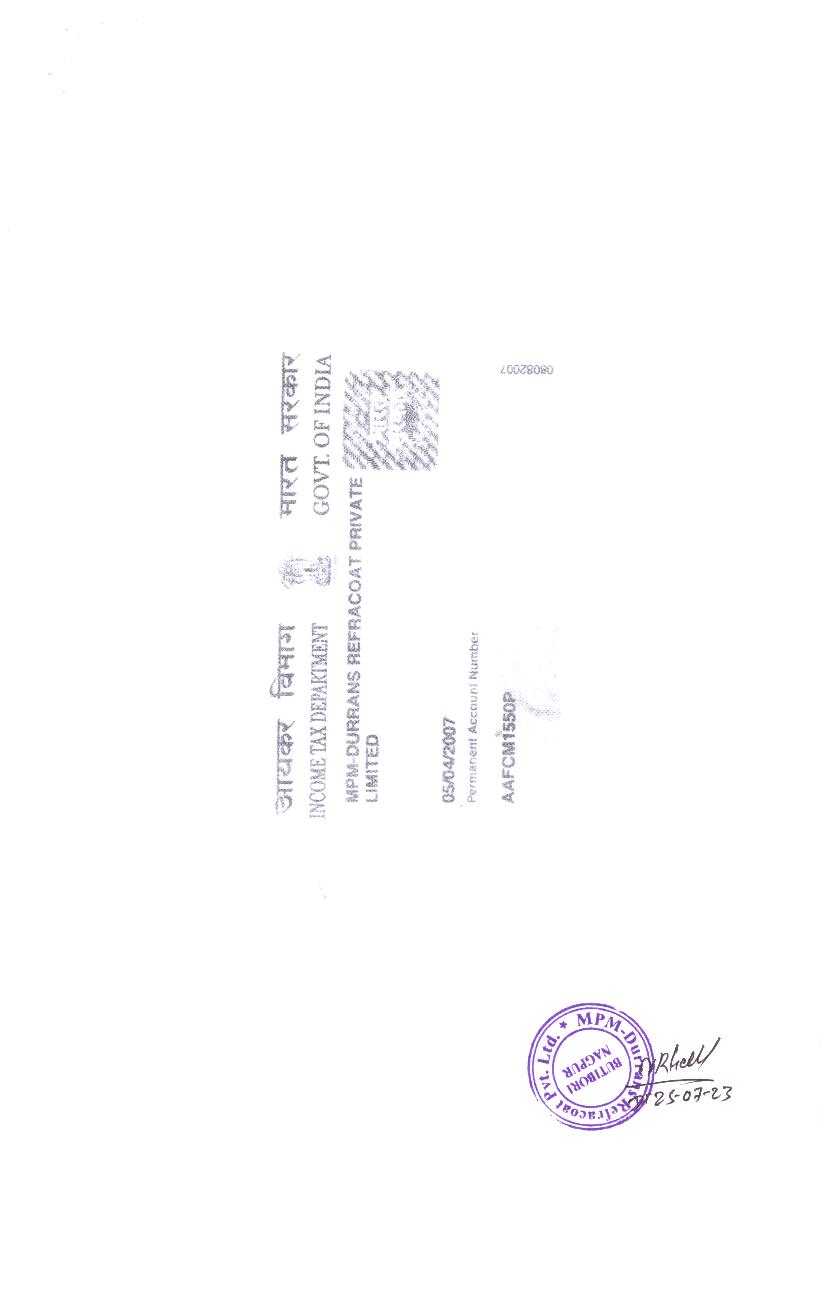 आयकर विभाग
भारत सरकार
INCOME TAX DEPARTMENT
GOVT. OF INDIA
MPM-DURRANS REFRACOAT PRIVATE
LIMITED
05/04/2007
Permanent Account Number
AAFCM1550P
08082007
★ MPM-Durrans Refracoat Pvt. Ltd.
BUTIBORI
NAGPUR
25-07-23